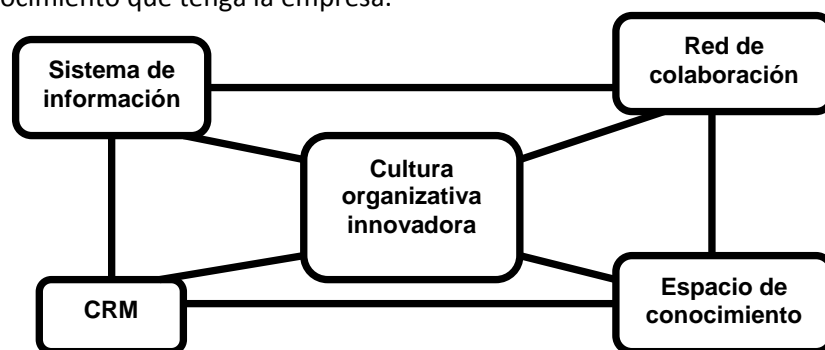 ocimiento que tenga la empresa.
Red de
colaboración
Sistema de
información
Cultura
organizativa
innovadora
Espacio de
conocimiento
CRM